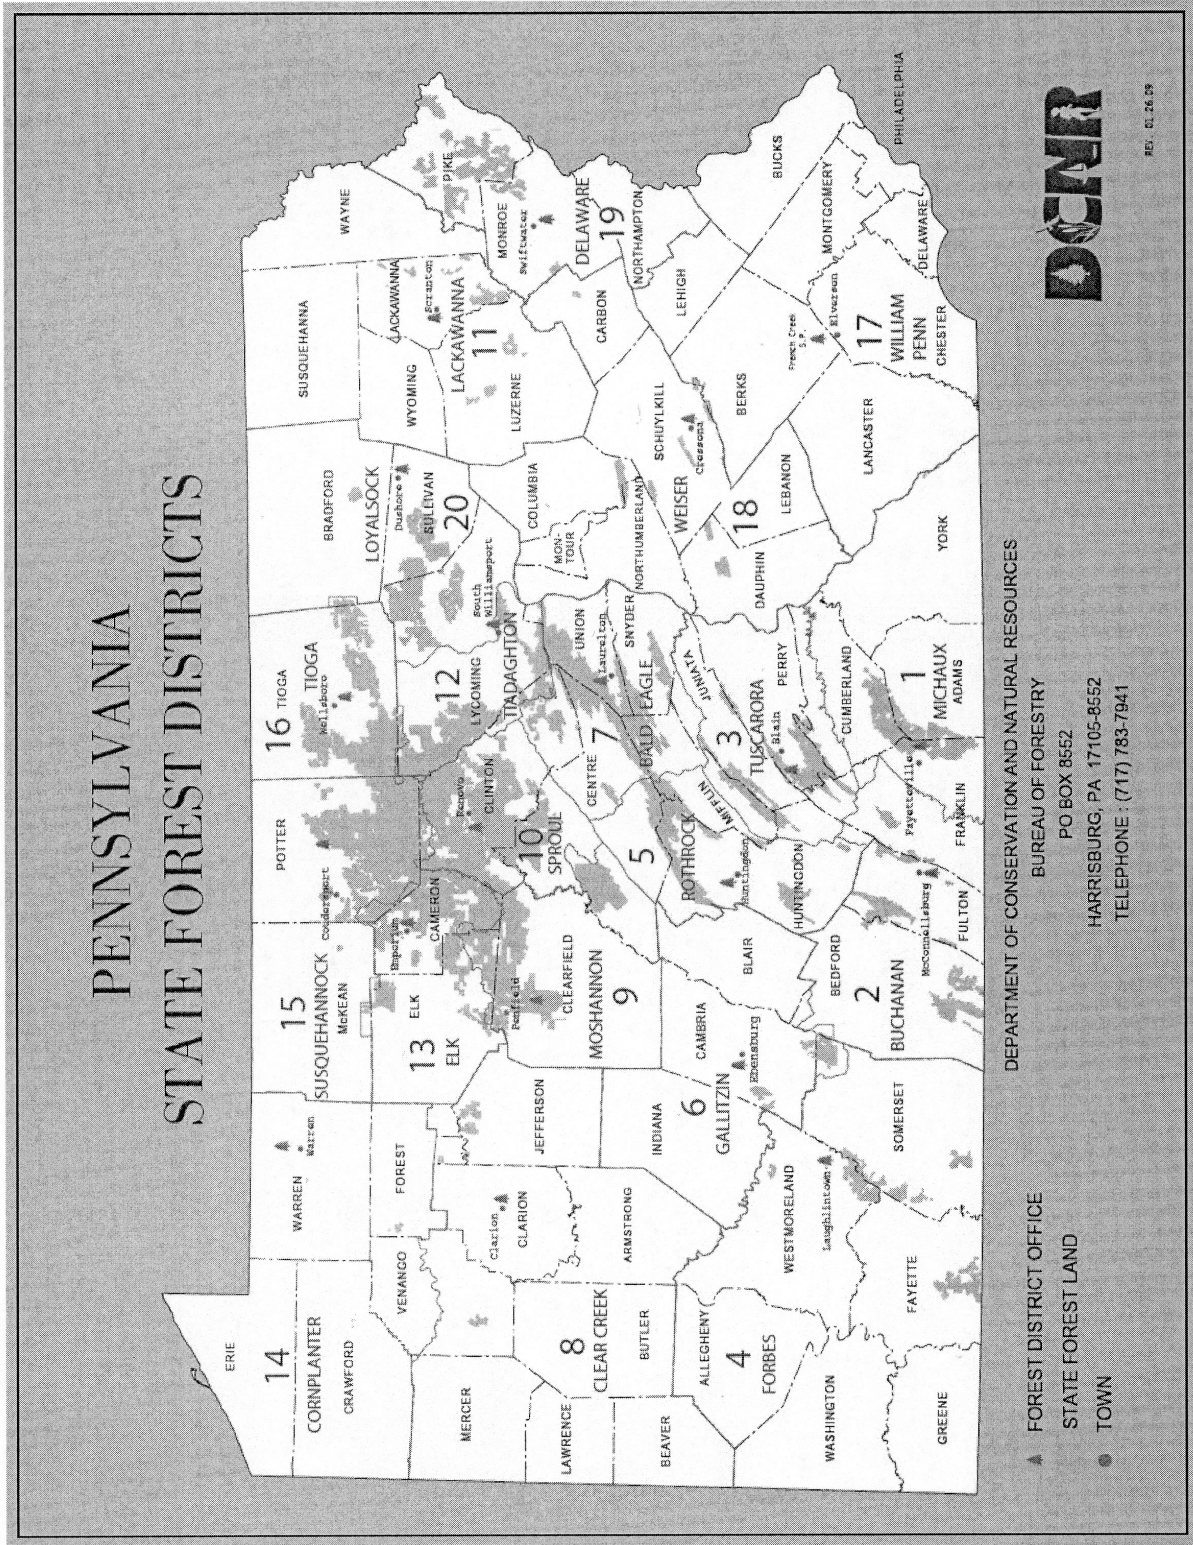 PENNSYLVANIA
STATE FOREST DISTRICTS
ERIE
14
CORNPLANTER
CRAWFORD
WARREN
Warren
15
SUSQUEHANNOCK
McKEAN
POTTER
Coudersport
16
TIOGA
TIOGA
Wellsboro
BRADFORD
LOYALSOCK
Dushore
SULLIVAN
20
SUSQUEHANNA
WAYNE
WYOMING
LACKAWANNA
Scranton
LACKAWANNA
11
LUZERNE
PIKE
MONROE
Swiftwater
DELAWARE
19
NORTHAMPTON
CARBON
LEHIGH
MERCER
VENANGO
FOREST
13
ELK
ELK
Emporium
CAMERON
Renovo
CLINTON
10
SPROUL
12
LYCOMING
TIADAGHTON
South
Williamsport
COLUMBIA
MON-
TOUR
NORTHUMBERLAND
UNION
Laurelton
SNYDER
CENTRE
7
BALD EAGLE
LAWRENCE
8
CLEAR CREEK
BUTLER
Clarion
CLARION
ARMSTRONG
JEFFERSON
Penfield
CLEARFIELD
MOSHANNON
9
5
ROTHROCK
MIFFLIN
Huntingdon
HUNTINGDON
JUNIATA
3
TUSCARORA
Blain
PERRY
WEISER
18
DAUPHIN
LEBANON
SCHUYLKILL
Cressona
BERKS
French Creek
S.P.
Elverson
17
WILLIAM
PENN
CHESTER
MONTGOMERY
BUCKS
DELAWARE
PHILADELPHIA
BEAVER
ALLEGHENY
4
FORBES
WASHINGTON
GREENE
WESTMORELAND
Laughlintown
FAYETTE
INDIANA
6
GALLITZIN
CAMBRIA
Ebensburg
SOMERSET
BLAIR
BEDFORD
2
BUCHANAN
McConnellsburg
FULTON
FRANKLIN
Fayetteville
CUMBERLAND
1
MICHAUX
ADAMS
YORK
LANCASTER
FOREST DISTRICT OFFICE
STATE FOREST LAND
TOWN
DEPARTMENT OF CONSERVATION AND NATURAL RESOURCES
BUREAU OF FORESTRY
PO BOX 8552
HARRISBURG, PA 17105-8552
TELEPHONE : (717) 783-7941
DCNR
REV. 01.26.09